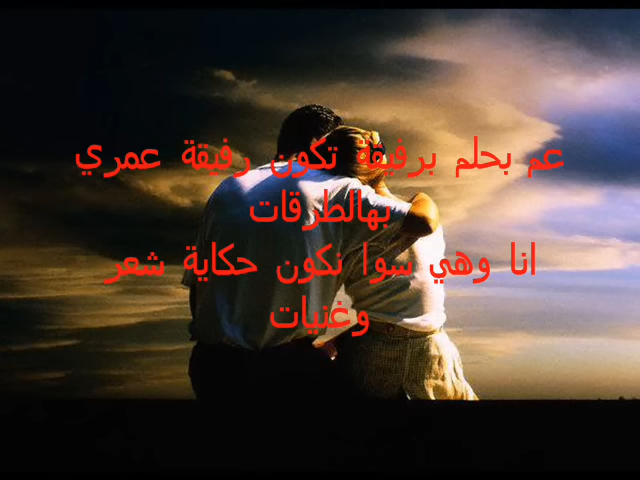 عم بحلم برفيقة تكون رفيقة عمري
بهالطرقات
انا وهي سوا نكون حكاية شعر
وغنيات